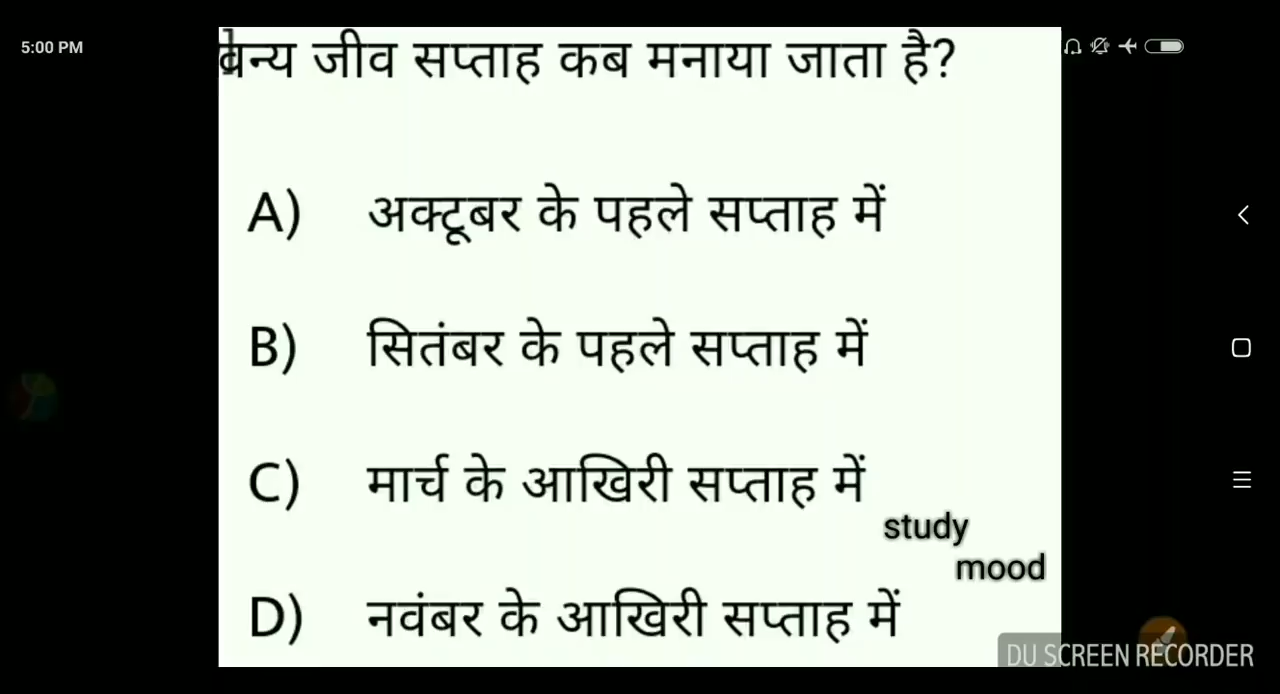 5:00 PM
वन्य जीव सप्ताह कब मनाया जाता है?
A) अक्टूबर के पहले सप्ताह में
B) सितंबर के पहले सप्ताह में
C) मार्च के आखिरी सप्ताह में
study
mood
D) नवंबर के आखिरी सप्ताह में
DU SCREEN RECORDER